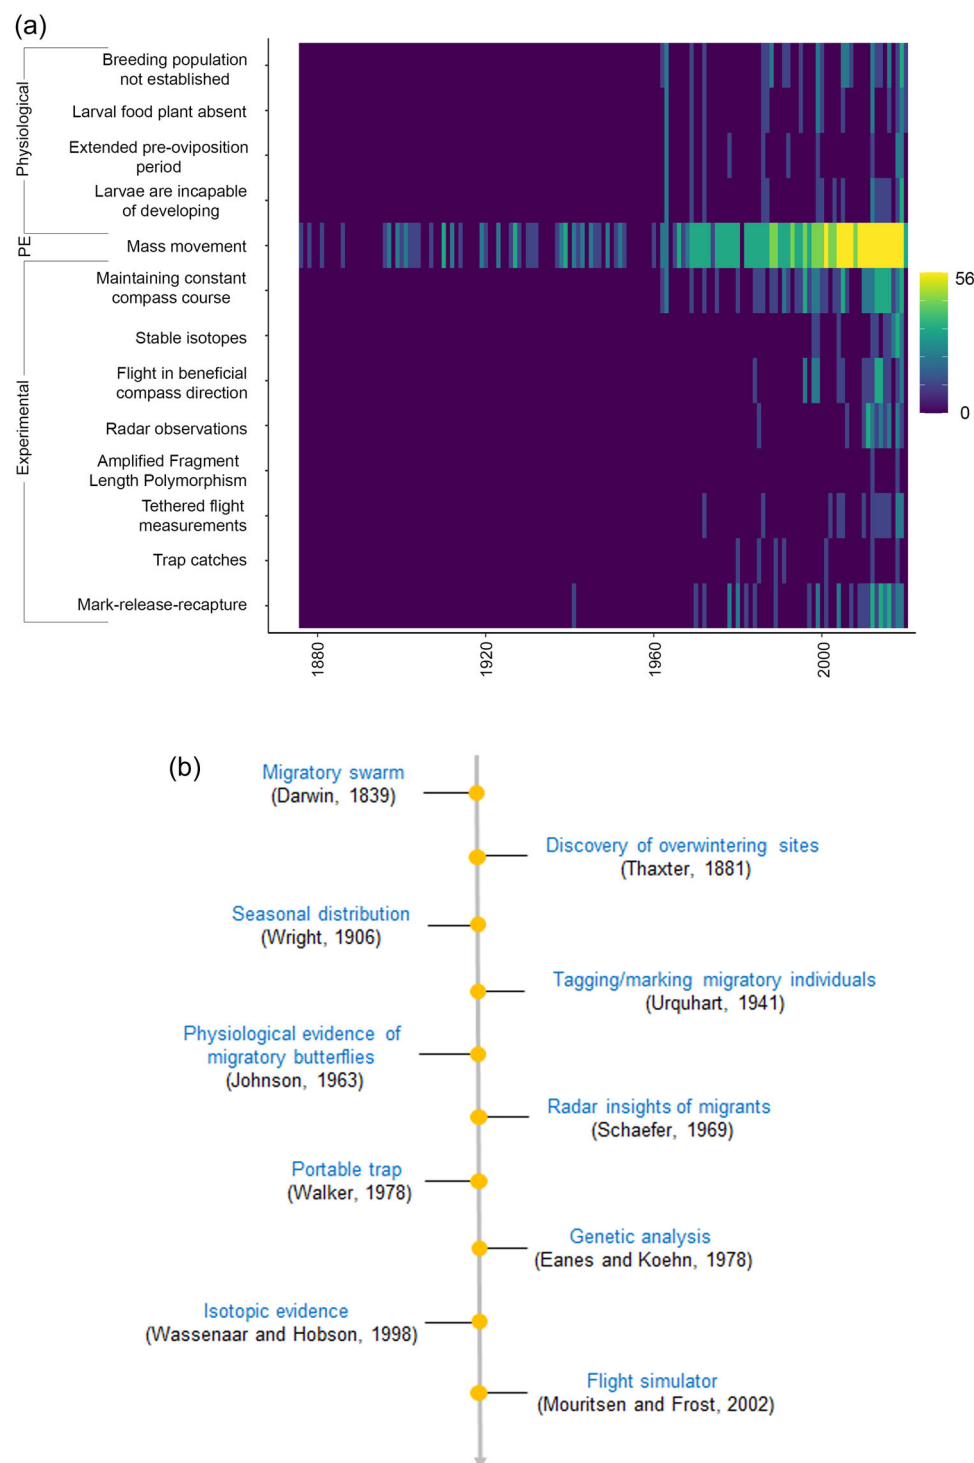 (a)
Physiological
PE
Experimental
Breeding population
not established
Larval food plant absent
Extended pre-oviposition
period
Larvae are incapable
of developing
Mass movement
Maintaining constant
compass course
Stable isotopes
Flight in beneficial
compass direction
Radar observations
Amplified Fragment
Length Polymorphism
Tethered flight
measurements
Trap catches
Mark-release-recapture
56
0
1880
1920
1960
2000
(b)
Migratory swarm
(Darwin, 1839)
Discovery of overwintering sites
(Thaxter, 1881)
Seasonal distribution
(Wright, 1906)
Tagging/marking migratory individuals
(Urquhart, 1941)
Physiological evidence of
migratory butterflies
(Johnson, 1963)
Radar insights of migrants
(Schaefer, 1969)
Portable trap
(Walker, 1978)
Genetic analysis
(Eanes and Koehn, 1978)
Isotopic evidence
(Wassenaar and Hobson, 1998)
Flight simulator
(Mouritsen and Frost, 2002)